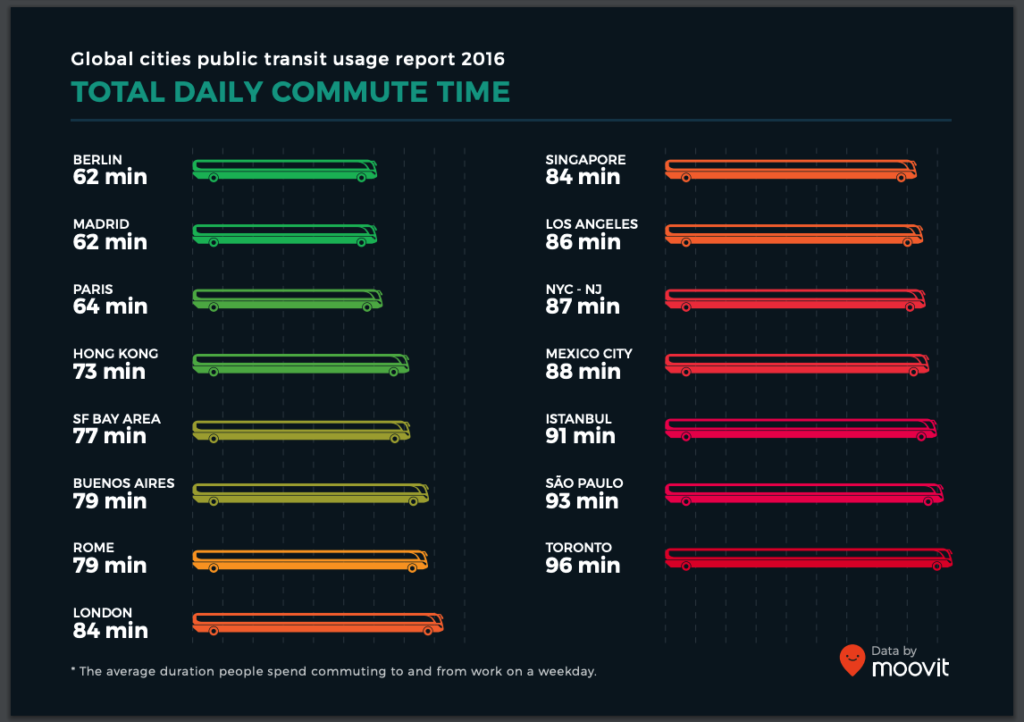 Global cities public transit usage report 2016
TOTAL DAILY COMMUTE TIME
BERLIN
62 min
MADRID
62 min
PARIS
64 min
HONG KONG
73 min
SF BAY AREA
77 min
BUENOS AIRES
79 min
ROME
79 min
LONDON
84 min
SINGAPORE
84 min
LOS ANGELES
86 min
NYC - NJ
87 min
MEXICO CITY
88 min
ISTANBUL
91 min
SÃO PAULO
93 min
TORONTO
96 min
* The average duration people spend commuting to and from work on a weekday.
Data by
moovit